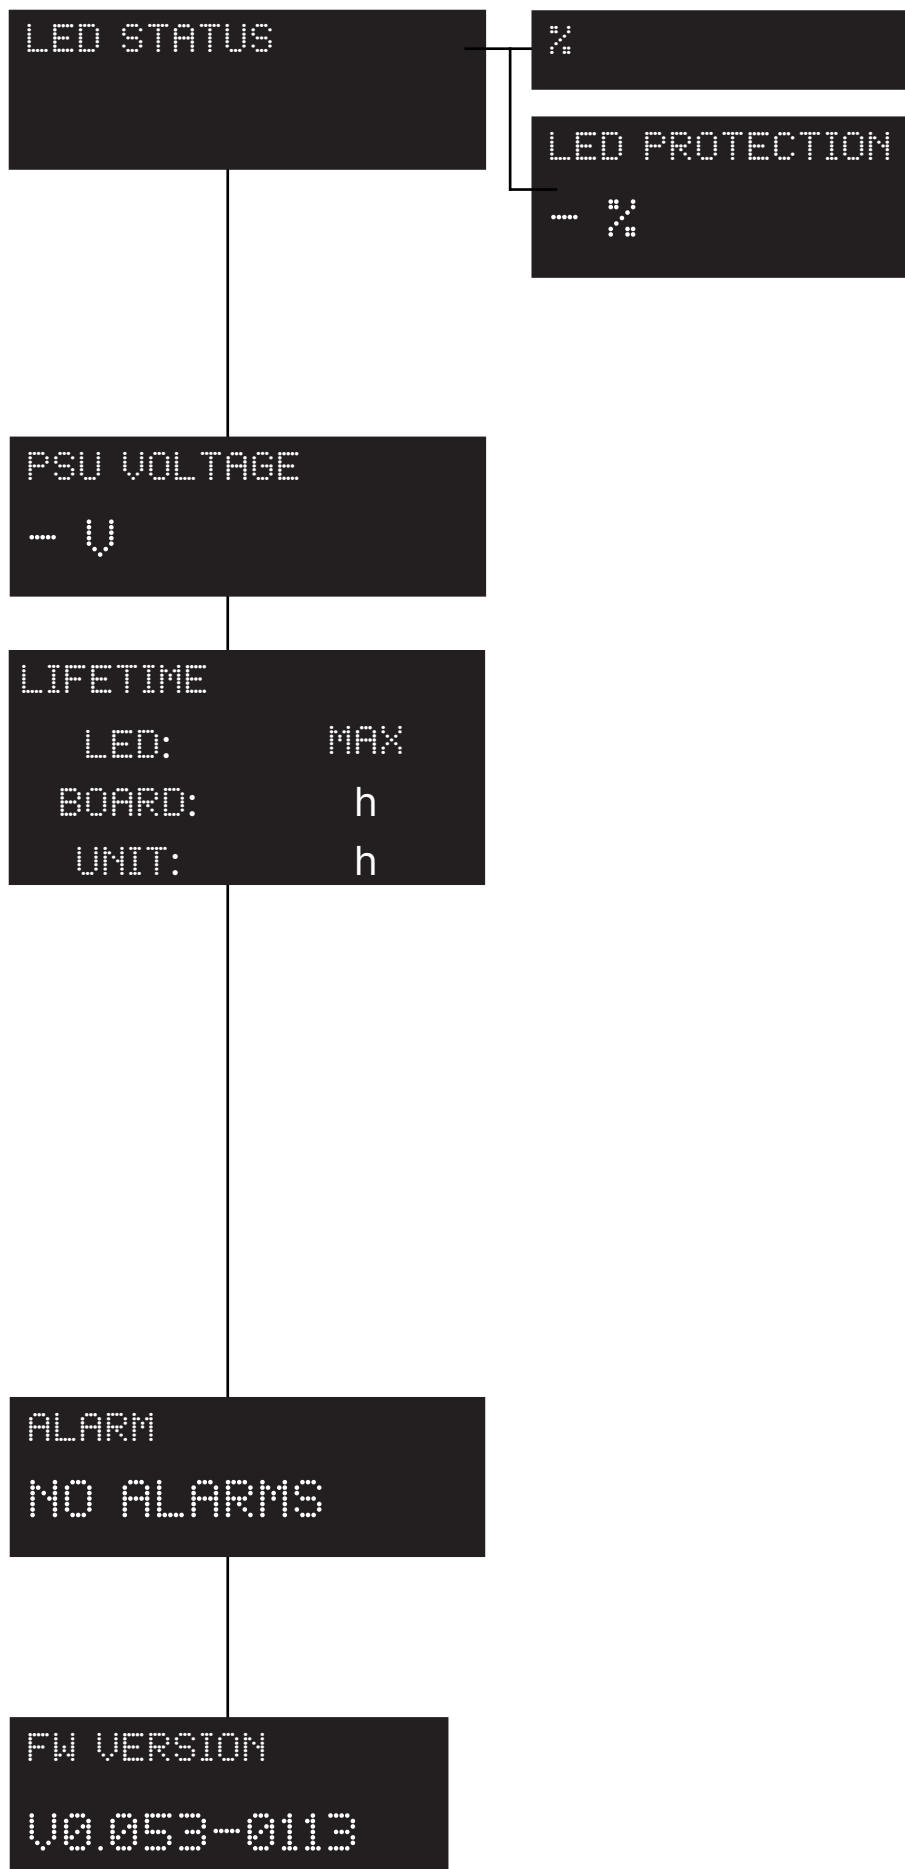 LED STATUS
%
LED PROTECTION
- %
PSU VOLTAGE
- V
LIFETIME
LED: MAX
BOARD: h
UNIT: h
ALARM
NO ALARMS
FW VERSION
V0.053-0113